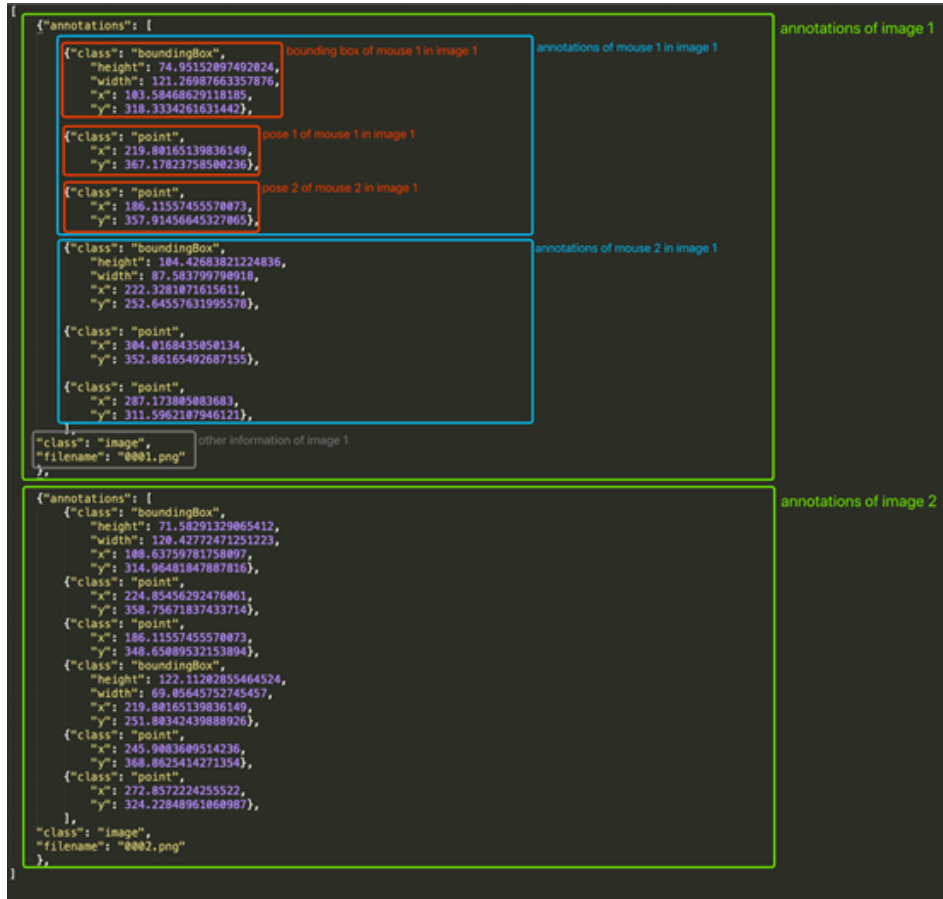 [
{"annotations": [
annotations of image 1
{"class": "boundingBox",
bounding box of mouse 1 in image 1
annotations of mouse 1 in image 1
"height": 74.95152097492024,
"width": 121.26987663357876,
"x": 103.58468629118185,
"y": 318.3334261631442},
{"class": "point",
pose 1 of mouse 1 in image 1
"x": 219.80165139836149,
"y": 367.17823758500236},
{"class": "point",
pose 2 of mouse 2 in image 1
"x": 186.11557455570073,
"y": 357.91456645327065},
{"class": "boundingBox",
annotations of mouse 2 in image 1
"height": 104.42683821224836,
"width": 87.583799790918,
"x": 222.3281071615611,
"y": 252.64557631995578},
{"class": "point",
"x": 304.0168435050134,
"y": 352.86165492687155},
{"class": "point",
"x": 287.173805083683,
"y": 311.5962107946121},
],
"class": "image",
other information of image 1
"filename": "0001.png"
},
{"annotations": [
annotations of image 2
{"class": "boundingBox",
"height": 71.58291329065412,
"width": 120.42772471251223,
"x": 108.63759781758097,
"y": 314.96481847887816},
{"class": "point",
"x": 224.85456292476061,
"y": 358.75671837433714},
{"class": "point",
"x": 186.11557455570073,
"y": 348.65089532153894},
{"class": "boundingBox",
"height": 122.11202855464524,
"width": 69.05645752745457,
"x": 219.80165139836149,
"y": 251.80342439888926},
{"class": "point",
"x": 245.9083609514236,
"y": 368.8625414271354},
{"class": "point",
"x": 272.8572224255522,
"y": 324.22848961060987},
],
"class": "image",
"filename": "0002.png"
},
]